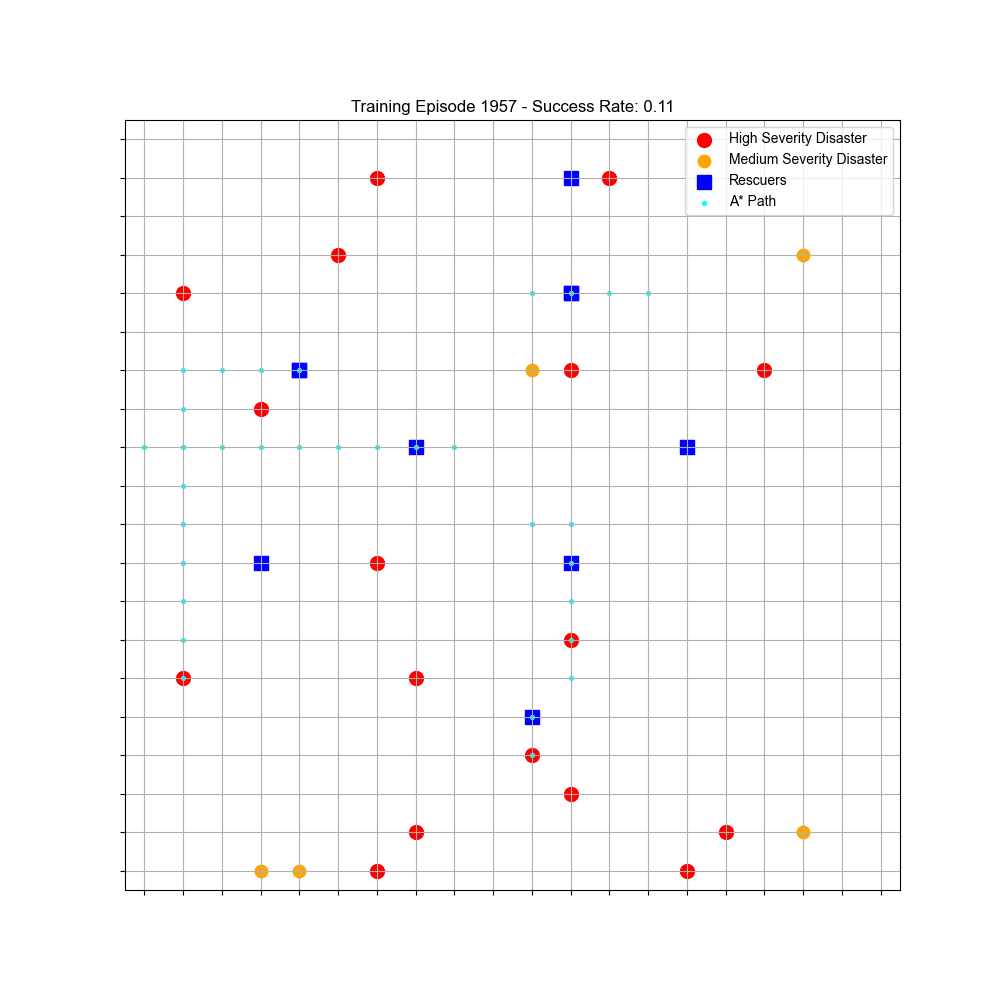 Training Episode 1957 - Success Rate: 0.11
High Severity Disaster
Medium Severity Disaster
Rescuers
A* Path